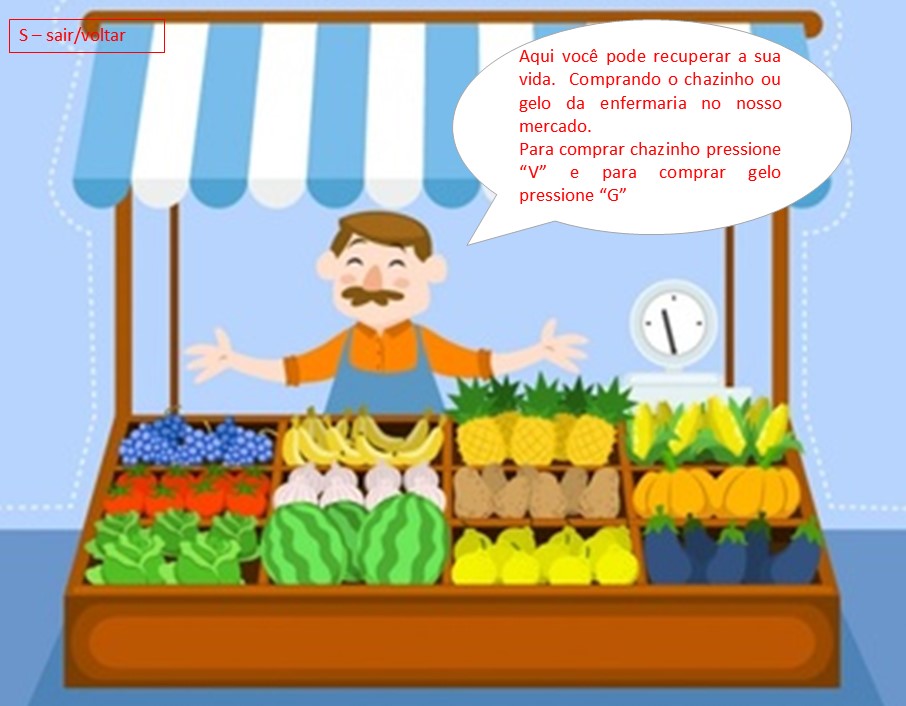 S – sair/voltar
Aqui você pode recuperar a sua
vida. Comprando o chazinho ou
gelo da enfermaria no nosso
mercado.
Para comprar chazinho pressione
“V” e para comprar gelo
pressione “G”